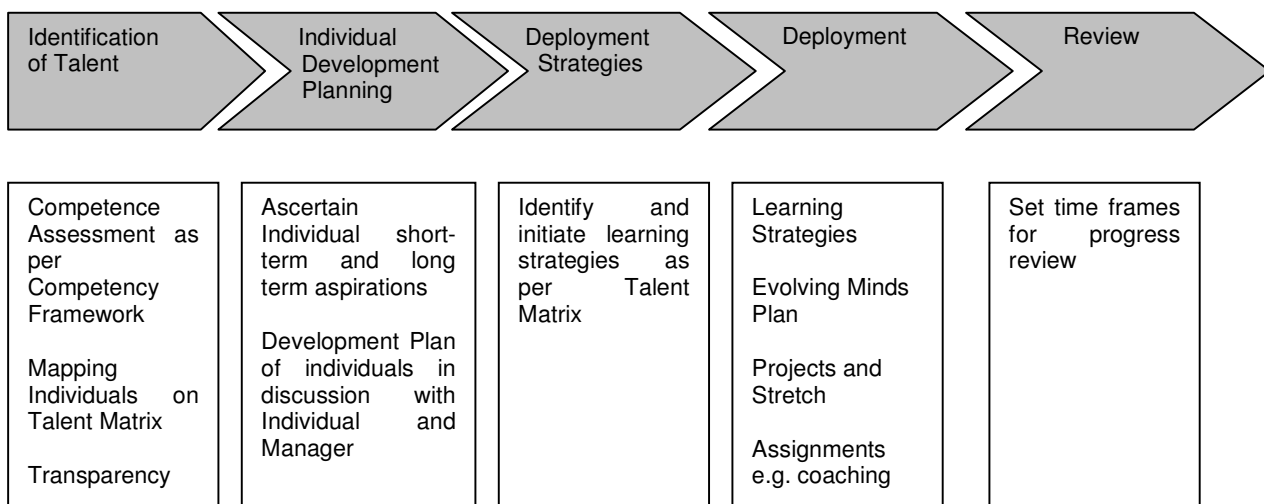 Identification
of Talent
Individual
Development
Planning
Deployment
Strategies
Deployment
Review
Competence
Assessment as
per
Competency
Framework
Mapping
Individuals on
Talent Matrix
Transparency
Ascertain
Individual short-
term and long
term aspirations
Development Plan
of individuals in
discussion with
Individual and
Manager
Identify and
initiate learning
strategies as
per Talent
Matrix
Learning
Strategies
Evolving Minds
Plan
Projects and
Stretch
Assignments
e.g. coaching
Set time frames
for progress
review